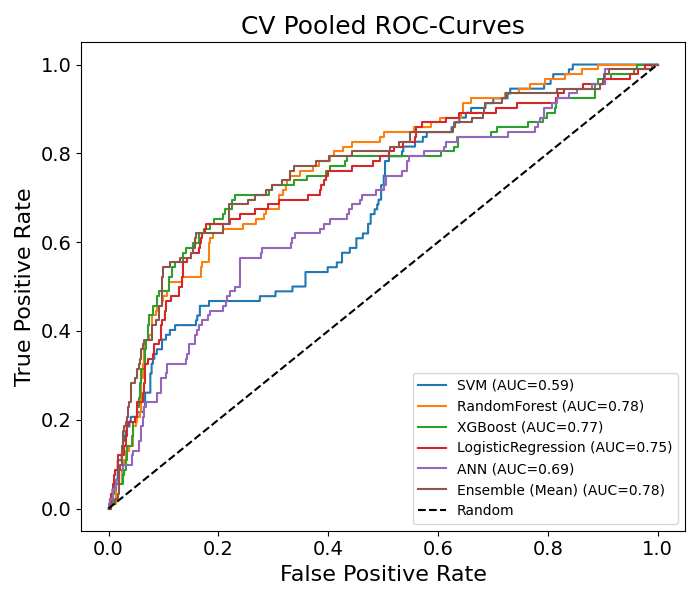 CV Pooled ROC-Curves
True Positive Rate
1.0
0.8
0.6
0.4
0.2
0.0
0.0 0.2 0.4 0.6 0.8 1.0
False Positive Rate
SVM (AUC=0.59)
RandomForest (AUC=0.78)
XGBoost (AUC=0.77)
LogisticRegression (AUC=0.75)
ANN (AUC=0.69)
Ensemble (Mean) (AUC=0.78)
Random